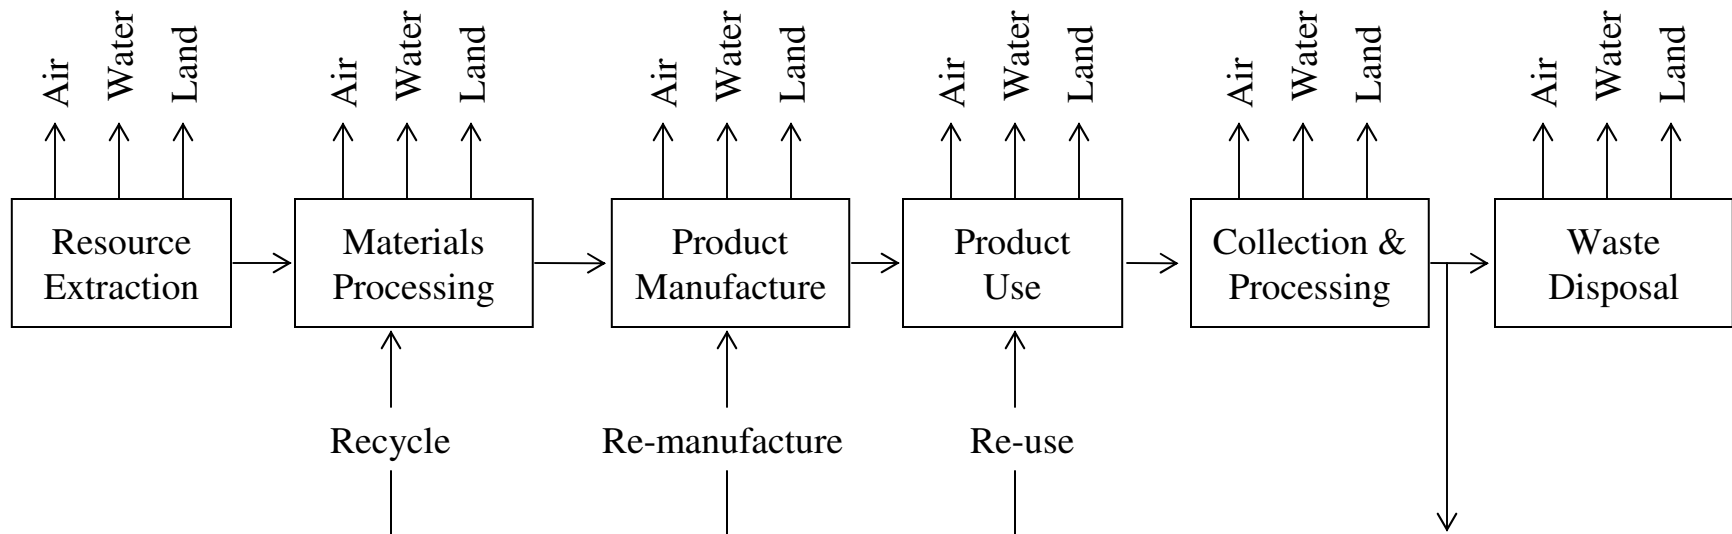 Air Water Land Air Water Land Air Water Land Air Water Land Air Water Land Air Water Land
Resource
Extraction
Materials
Processing
Product
Manufacture
Product
Use
Collection &
Processing
Waste
Disposal
Recycle
Re-manufacture
Re-use